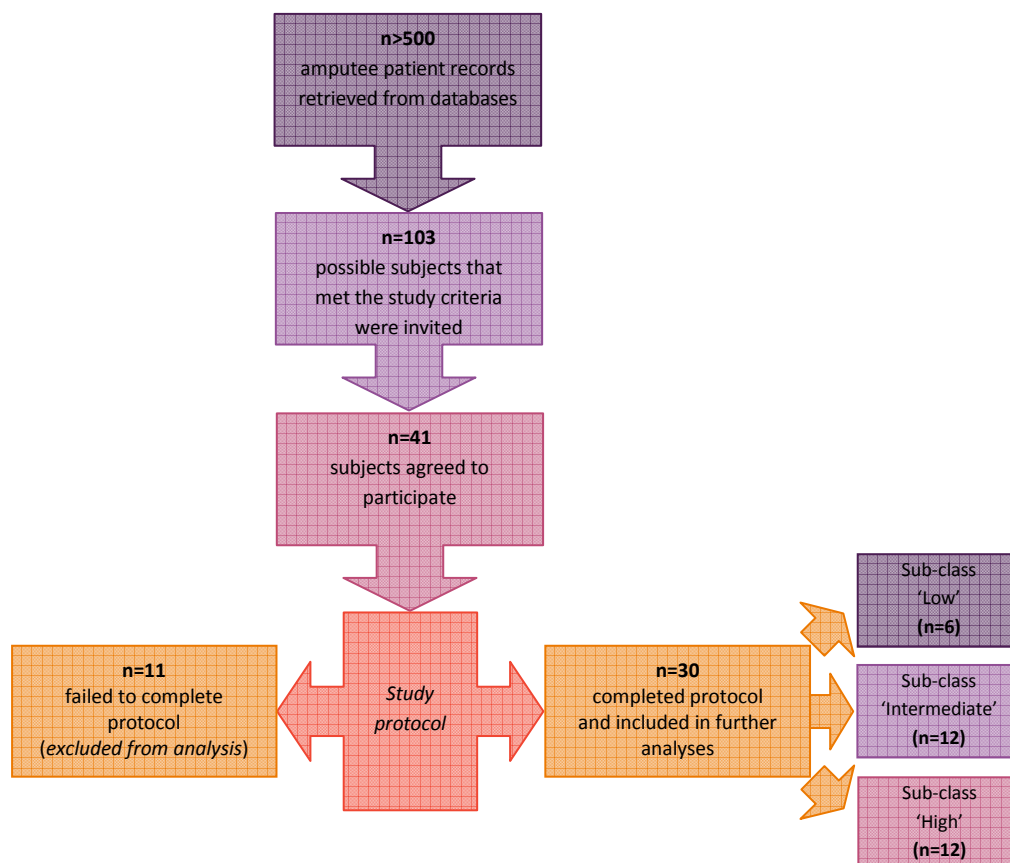 n>500
amputee patient records
retrieved from databases
n=103
possible subjects that
met the study criteria
were invited
n=41
subjects agreed to
participate
Study
protocol
n=11
failed to complete
protocol
(excluded from analysis)
n=30
completed protocol
and included in further
analyses
Sub-class
‘Low’
(n=6)
Sub-class
‘Intermediate’
(n=12)
Sub-class
‘High’
(n=12)